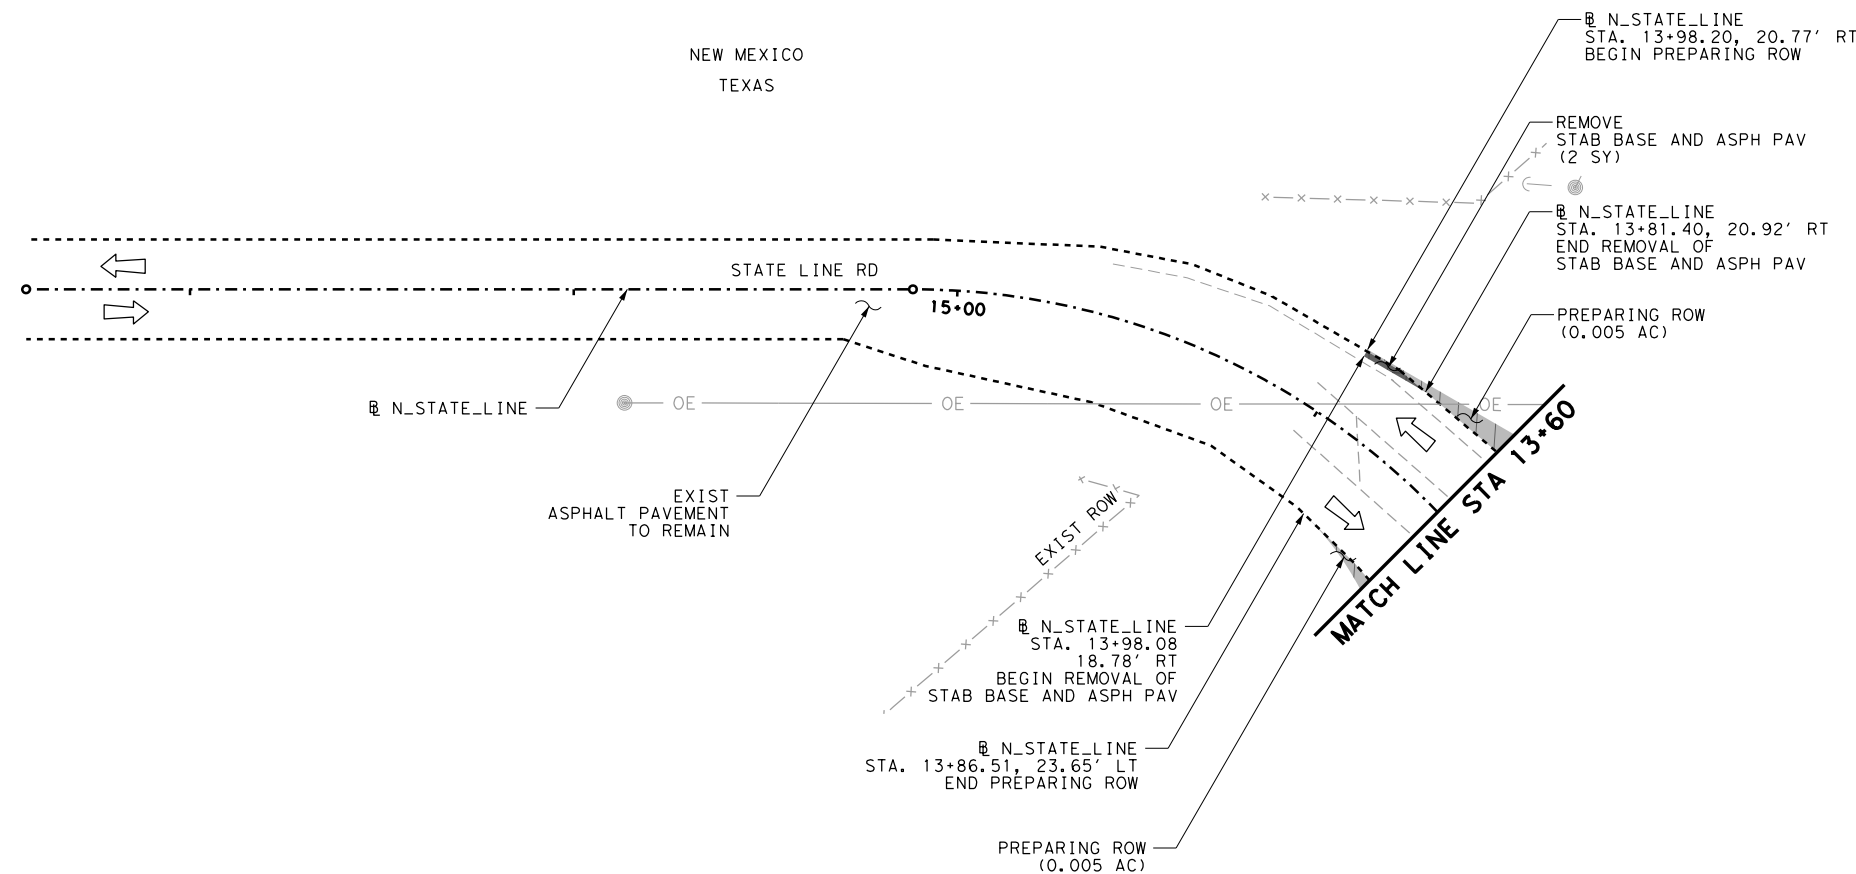 NEW MEXICO
TEXAS
℄ N_STATE_LINE
STA. 13+98.20, 20.77' RT
BEGIN PREPARING ROW
REMOVE
STAB BASE AND ASPH PAV
(2 SY)
℄ N_STATE_LINE
STA. 13+81.40, 20.92' RT
END REMOVAL OF
STAB BASE AND ASPH PAV
STATE LINE RD
15+00
PREPARING ROW
(0.005 AC)
℄ N_STATE_LINE
OE
OE
OE
OE
MATCH LINE STA 13+60
EXIST
ASPHALT PAVEMENT
TO REMAIN
EXIST ROW
℄ N_STATE_LINE
STA. 13+98.08
18.78' RT
BEGIN REMOVAL OF
STAB BASE AND ASPH PAV
℄ N_STATE_LINE
STA. 13+86.51, 23.65' LT
END PREPARING ROW
PREPARING ROW
(0.005 AC)